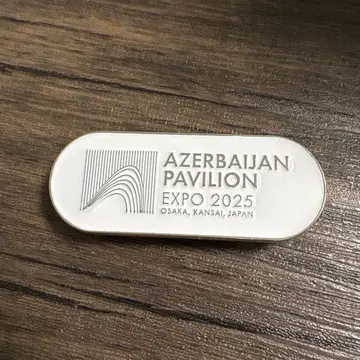 AZERBAIJAN
PAVILION
EXPO 2025
OSAKA, KANSAI, JAPAN